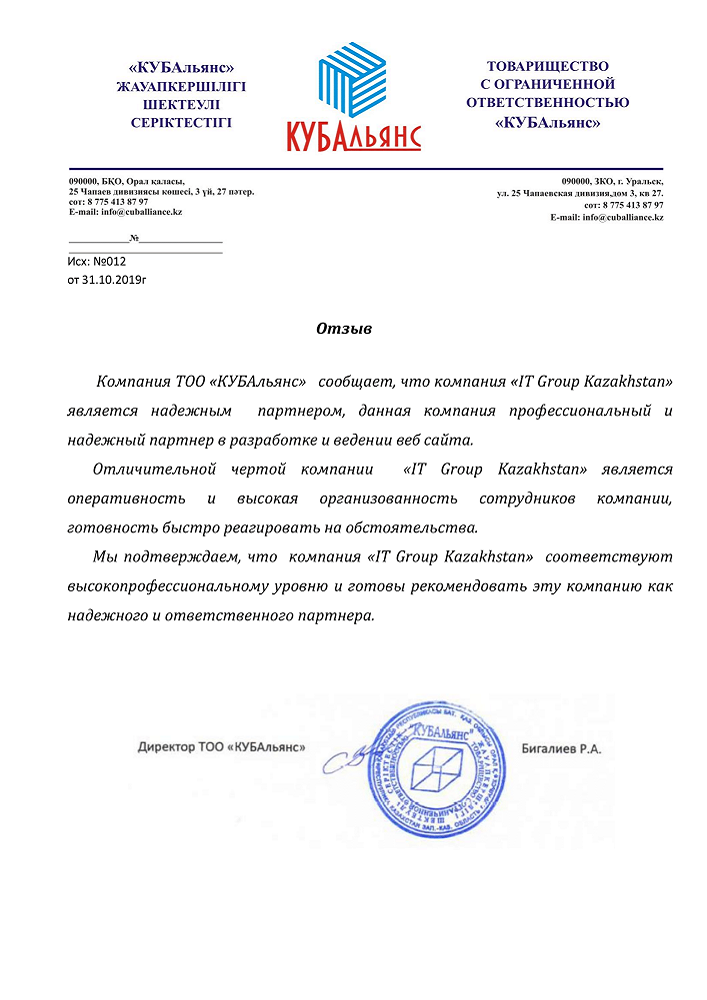 «КУБАльянс»
ЖАУАПКЕРШІЛІГІ
ШЕКТЕУЛІ
СЕРІКТЕСТІГІ
КУБАльянс
ТОВАРИЩЕСТВО
С ОГРАНИЧЕННОЙ
ОТВЕТСТВЕННОСТЬЮ
«КУБАльянс»
090000, БҚО, Орал қаласы,
25 Чапаев дивизиясы көшесі, 3 үй, 27 пәтер.
сот: 8 775 413 87 97
E-mail: info@cuballiance.kz
090000, ЗКО, г. Уральск,
ул. 25 Чапаевская дивизия,дом 3, кв 27.
сот: 8 775 413 87 97
E-mail: info@cuballiance.kz
№
Исх: №012
от 31.10.2019г
Отзыв
Компания ТОО «КУБАльянс» сообщает, что компания «IT Group Kazakhstan»
является надежным партнером, данная компания профессиональный и
надежный партнер в разработке и ведении веб сайта.
Отличительной чертой компании «IT Group Kazakhstan» является
оперативность и высокая организованность сотрудников компании,
готовность быстро реагировать на обстоятельства.
Мы подтверждаем, что компания «IT Group Kazakhstan» соответствуют
высокопрофессиональному уровню и готовы рекомендовать эту компанию как
надежного и ответственного партнера.
Директор ТОО «КУБАльянс»
"КУБАльянс"
Бигалиев Р.А.